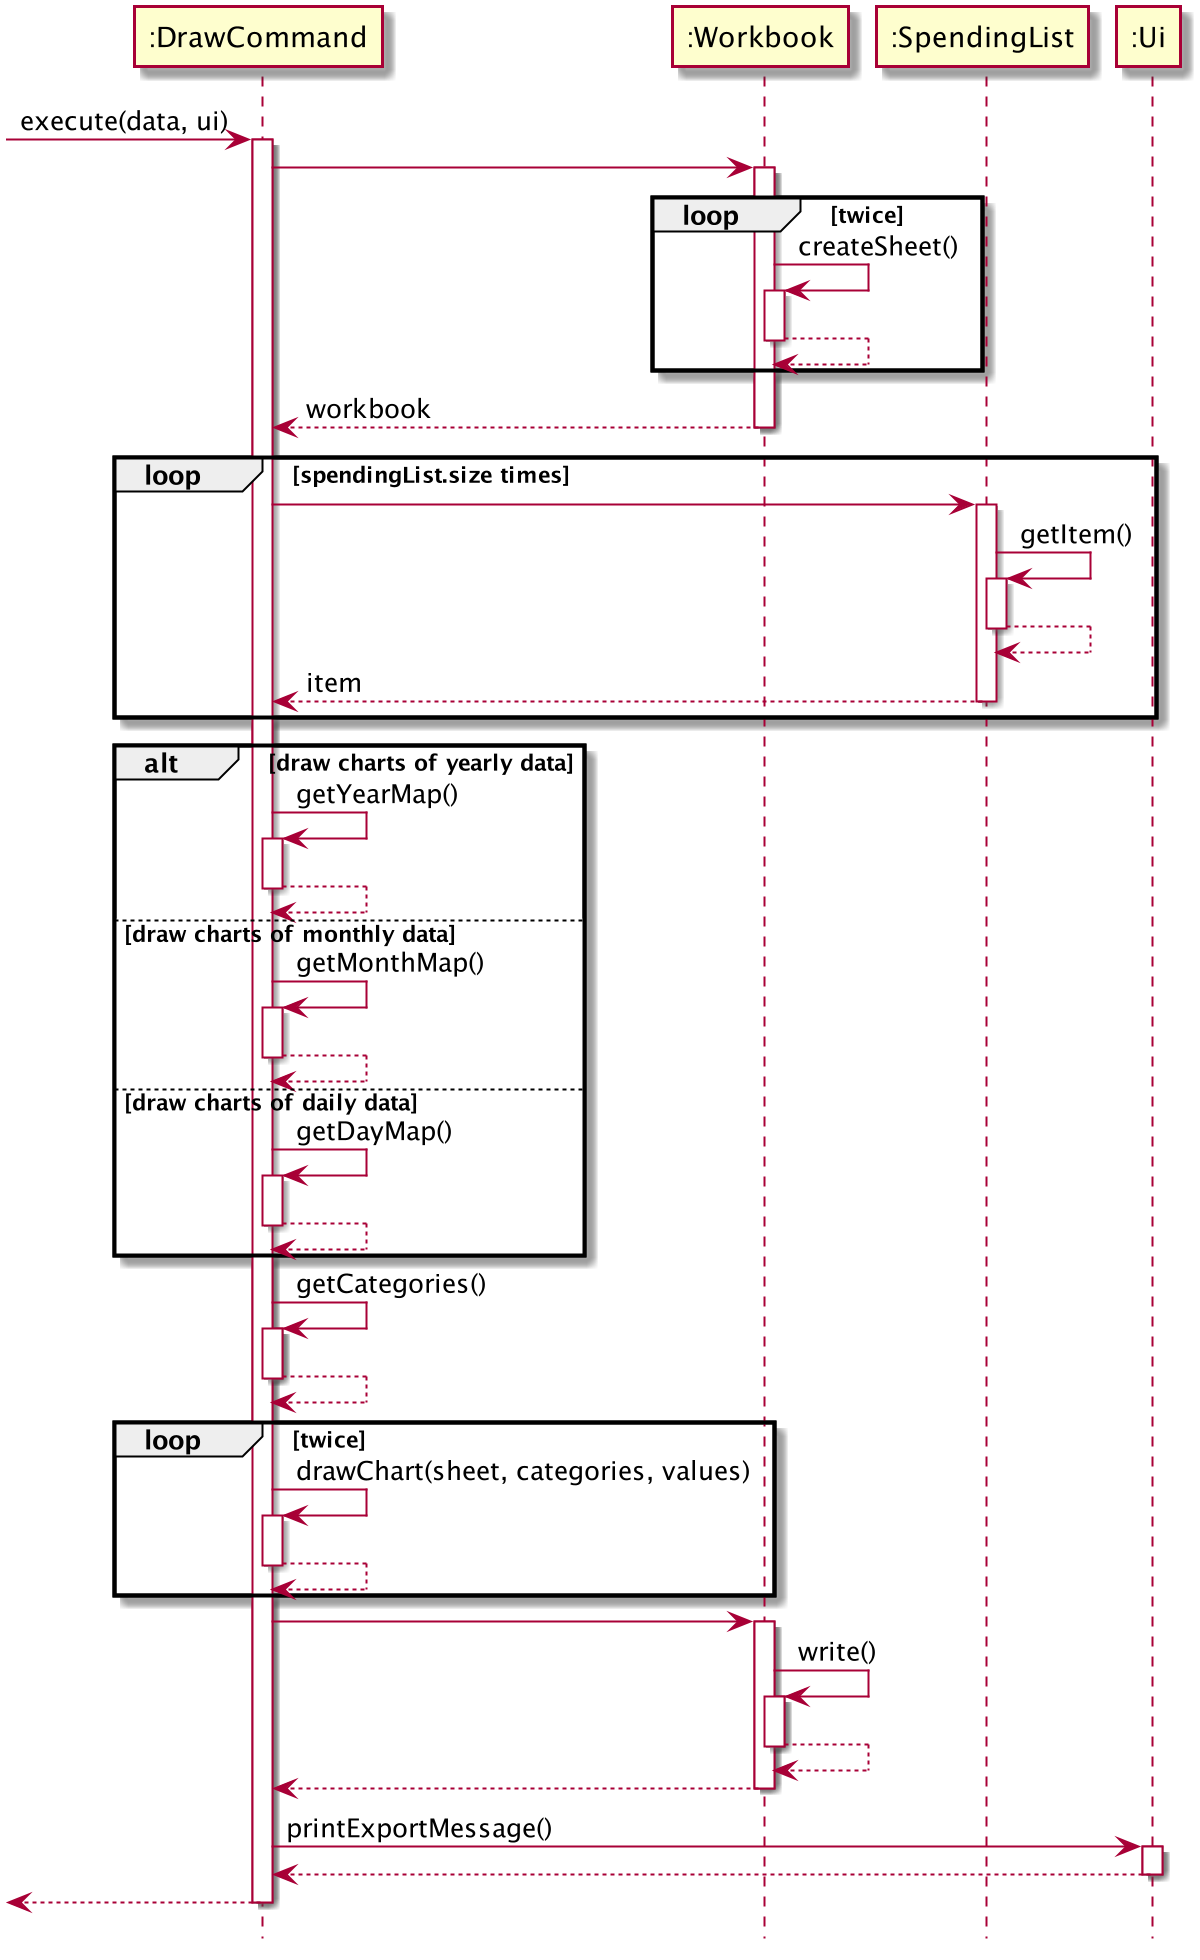 :DrawCommand :Workbook :SpendingList :Ui
execute(data, ui)
loop [twice]
createSheet()
workbook
loop [spendingList.size times]
getItem()
item
alt [draw charts of yearly data]
getYearMap()
[draw charts of monthly data]
getMonthMap()
[draw charts of daily data]
getDayMap()
getCategories()
loop [twice]
drawChart(sheet, categories, values)
write()
printExportMessage()